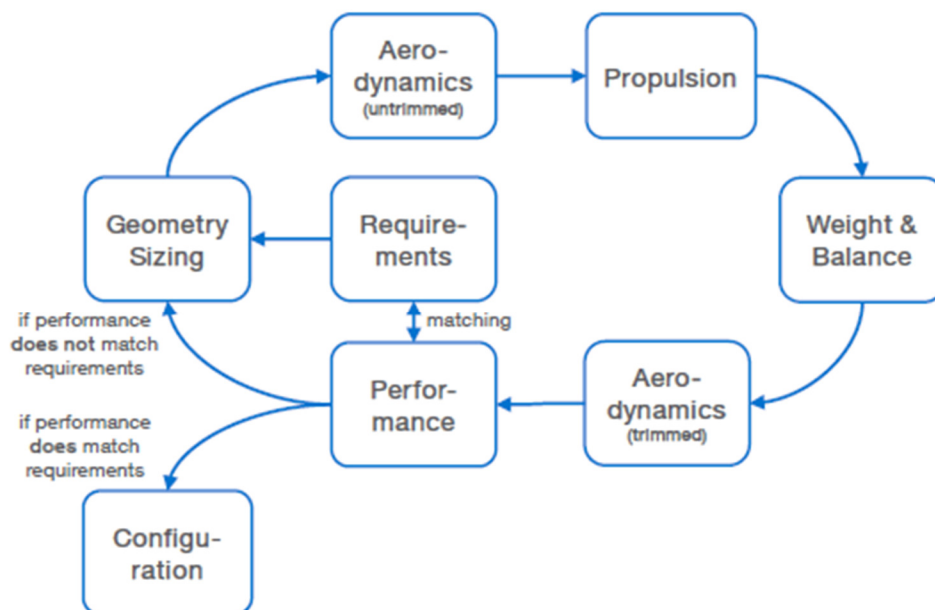 Aero-
dynamics
(untrimmed)
Propulsion
Geometry
Sizing
Require-
ments
Weight &
Balance
if performance
does not match
requirements
matching
Perfor-
mance
Aero-
dynamics
(trimmed)
if performance
does match
requirements
Configu-
ration